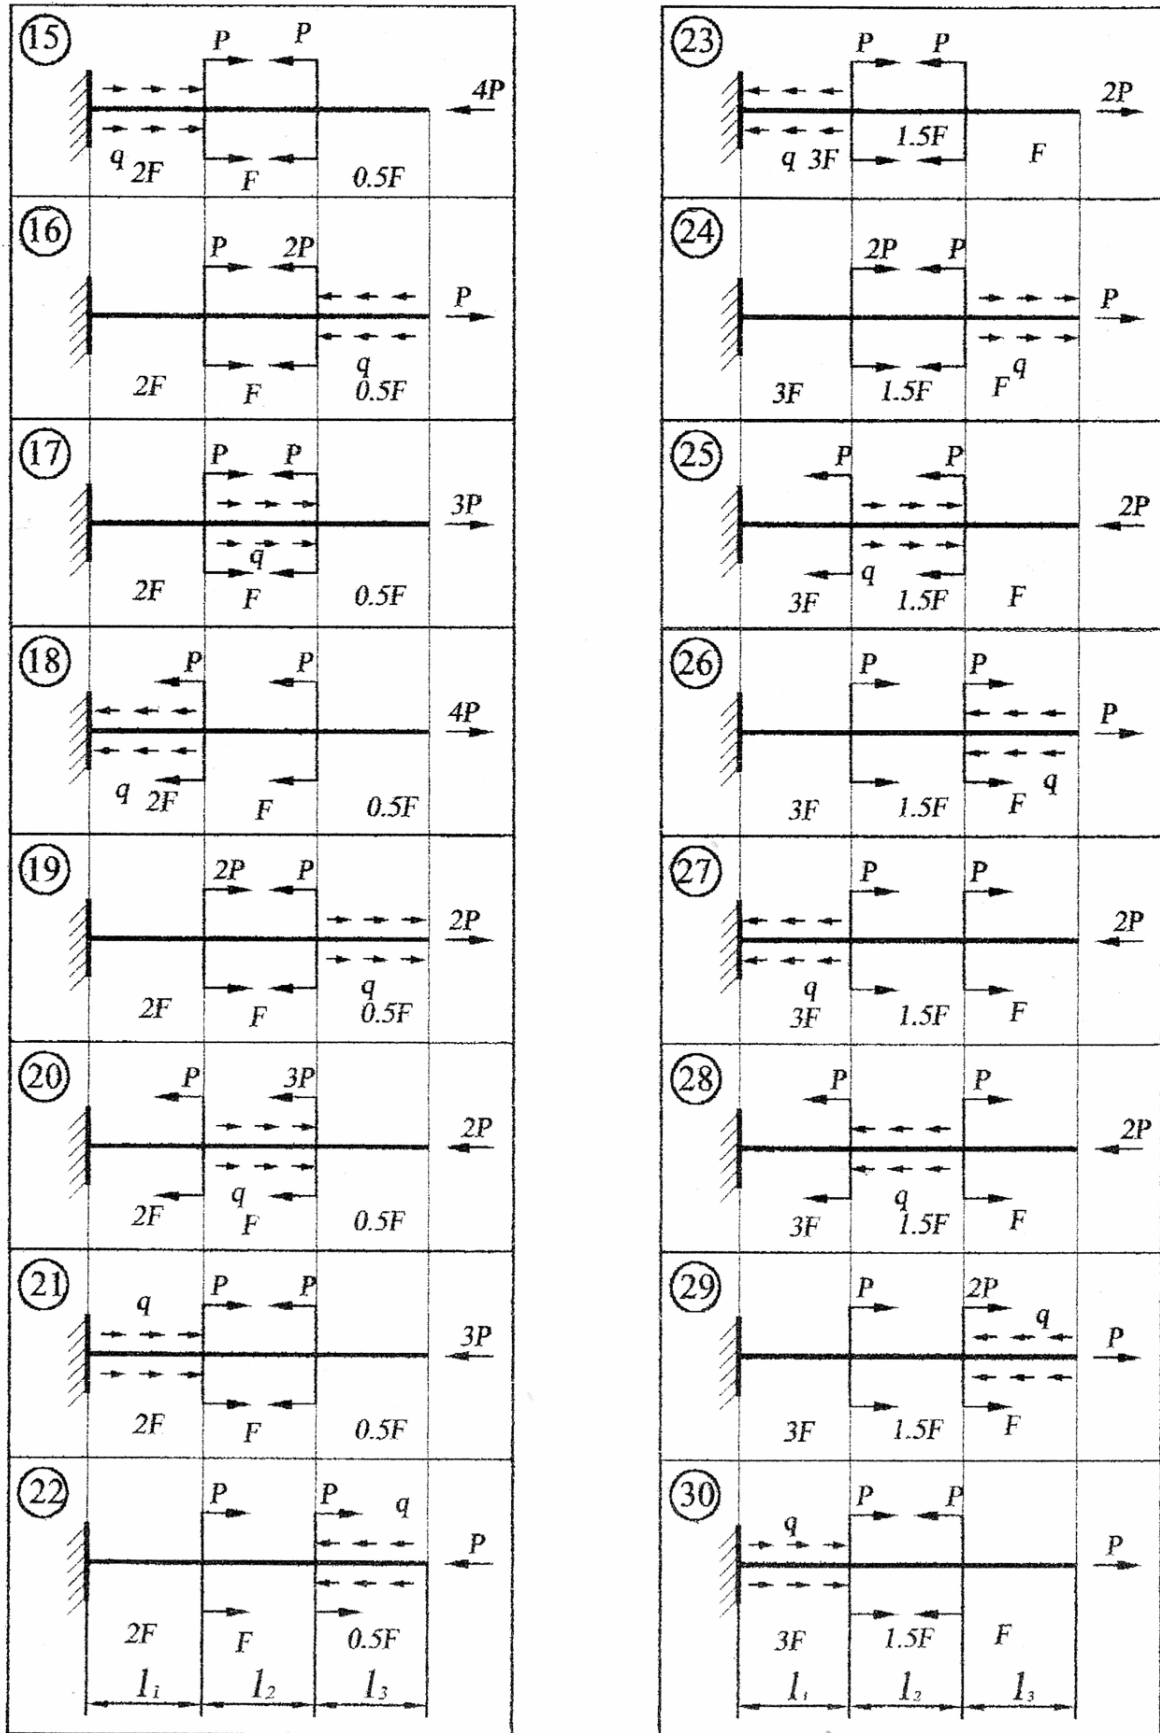 15
P P
4P
q 2F F 0.5F
16
P 2P
P
q
2F F 0.5F
17
P P
3P
q
2F F 0.5F
18
P P
4P
q 2F F 0.5F
19
2P P
2P
q
2F F 0.5F
20
P 3P
2P
q
2F F 0.5F
21
q P P
3P
2F F 0.5F
22
P P q
P
2F F 0.5F
l₁ l₂ l₃
23
P P
2P
1.5F
q 3F F
24
2P P
P
q
3F 1.5F F
25
P P
2P
q
3F 1.5F F
26
P P
P
q
3F 1.5F F
27
P P
2P
q
3F 1.5F F
28
P P
2P
q
3F 1.5F F
29
P 2P q
P
3F 1.5F F
30
q P P
P
3F 1.5F F
l₁ l₂ l₃